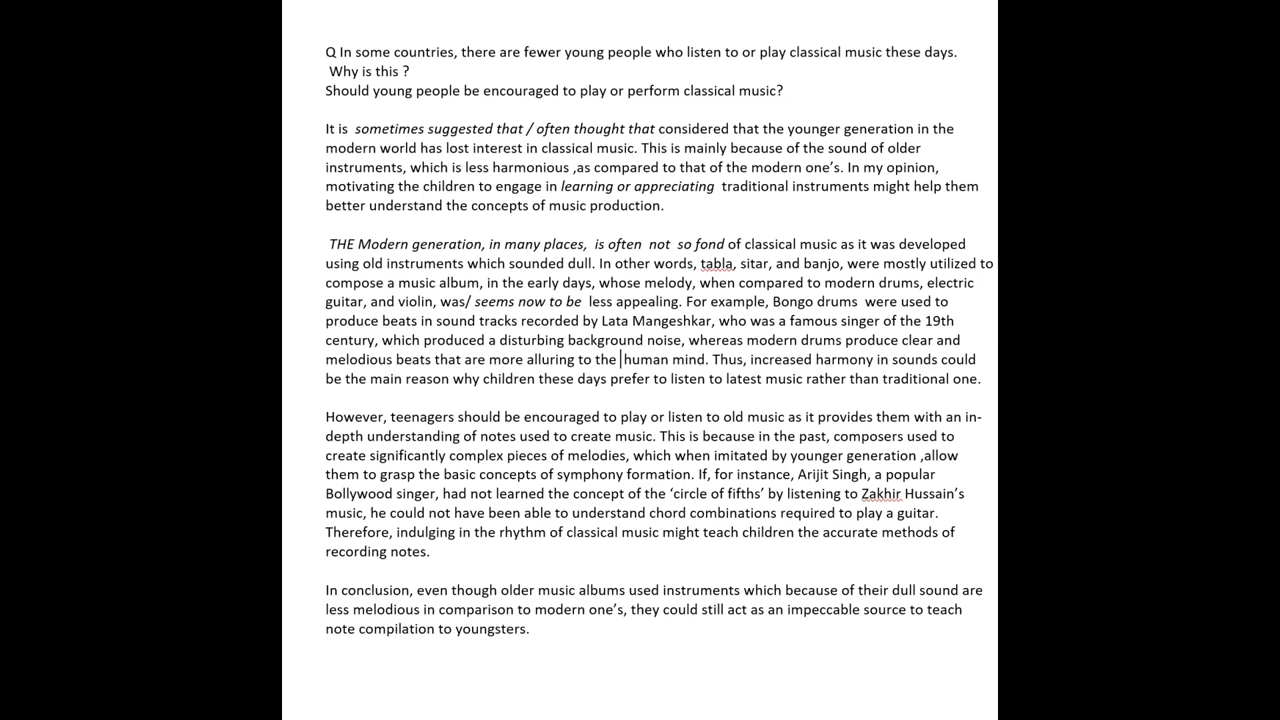 Q In some countries, there are fewer young people who listen to or play classical music these days.
Why is this ?
Should young people be encouraged to play or perform classical music?
It is sometimes suggested that / often thought that considered that the younger generation in the
modern world has lost interest in classical music. This is mainly because of the sound of older
instruments, which is less harmonious ,as compared to that of the modern one's. In my opinion,
motivating the children to engage in learning or appreciating traditional instruments might help them
better understand the concepts of music production.
THE Modern generation, in many places, is often not so fond of classical music as it was developed
using old instruments which sounded dull. In other words, tabla, sitar, and banjo, were mostly utilized to
compose a music album, in the early days, whose melody, when compared to modern drums, electric
guitar, and violin, was/ seems now to be less appealing. For example, Bongo drums were used to
produce beats in sound tracks recorded by Lata Mangeshkar, who was a famous singer of the 19th
century, which produced a disturbing background noise, whereas modern drums produce clear and
melodious beats that are more alluring to the human mind. Thus, increased harmony in sounds could
be the main reason why children these days prefer to listen to latest music rather than traditional one.
However, teenagers should be encouraged to play or listen to old music as it provides them with an in-
depth understanding of notes used to create music. This is because in the past, composers used to
create significantly complex pieces of melodies, which when imitated by younger generation ,allow
them to grasp the basic concepts of symphony formation. If, for instance, Arijit Singh, a popular
Bollywood singer, had not learned the concept of the 'circle of fifths' by listening to Zakhir Hussain's
music, he could not have been able to understand chord combinations required to play a guitar.
Therefore, indulging in the rhythm of classical music might teach children the accurate methods of
recording notes.
In conclusion, even though older music albums used instruments which because of their dull sound are
less melodious in comparison to modern one's, they could still act as an impeccable source to teach
note compilation to youngsters.